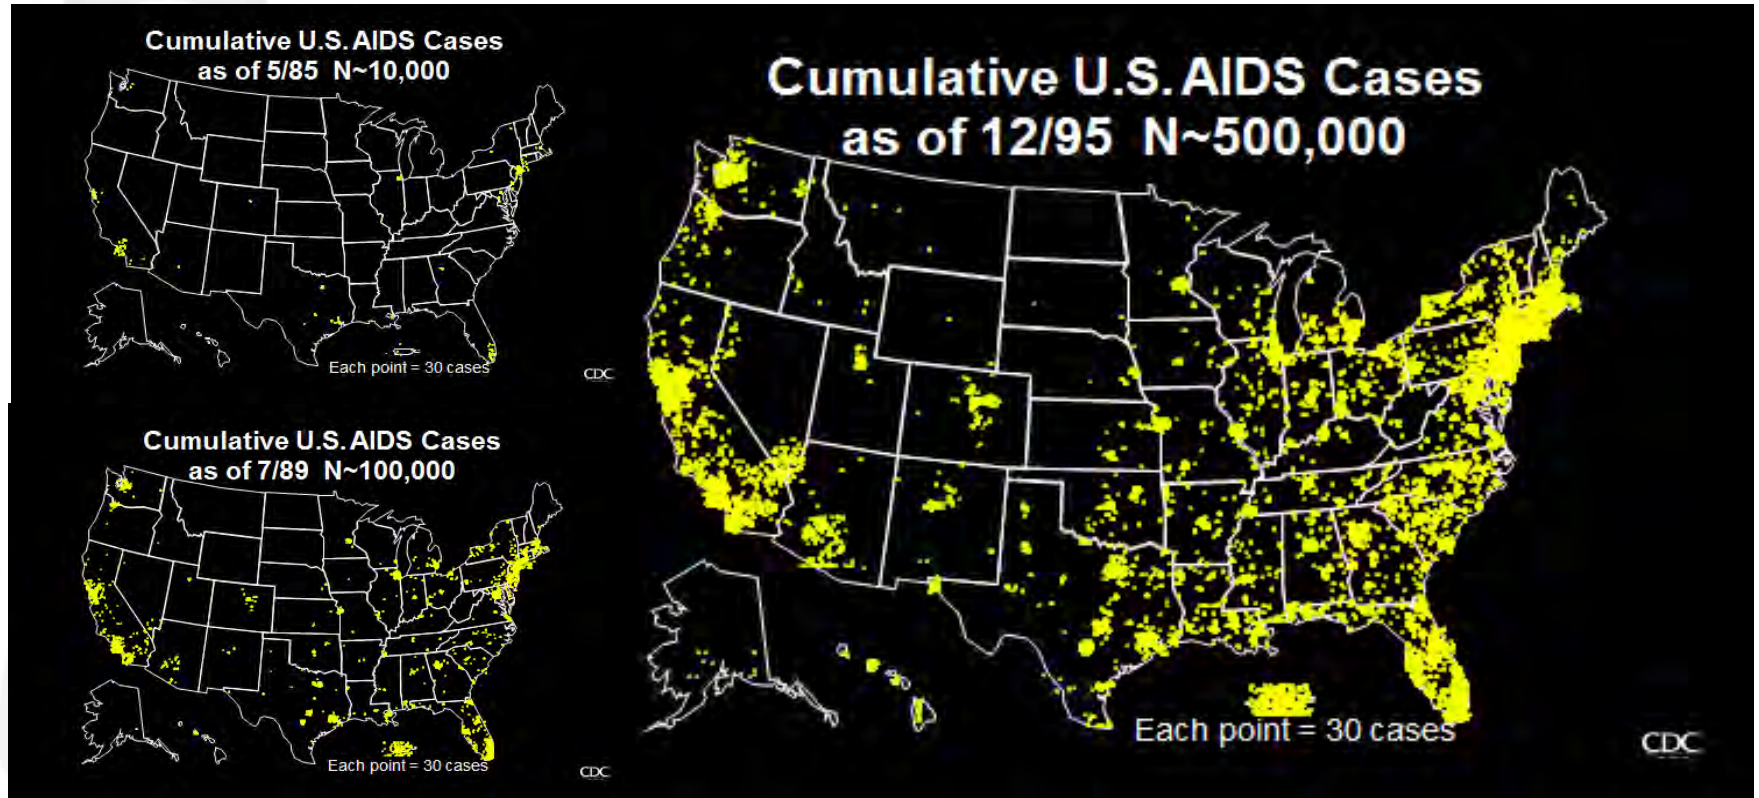 Cumulative U.S. AIDS Cases
as of 5/85 N~10,000
Each point = 30 cases
CDC
Cumulative U.S. AIDS Cases
as of 7/89 N~100,000
Each point = 30 cases
CDC
Cumulative U.S. AIDS Cases
as of 12/95 N~500,000
Each point = 30 cases
CDC